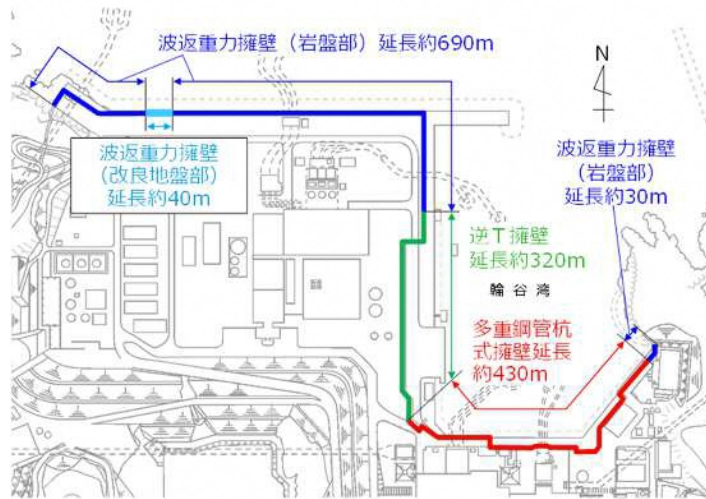 波返重力擁壁（岩盤部）延長約690m
N
波返重力擁壁
（改良地盤部）
延長約40m
波返重力擁壁
（岩盤部）
延長約30m
逆T擁壁
延長約320m
輪谷湾
多重鋼管杭
式擁壁延長
約430m